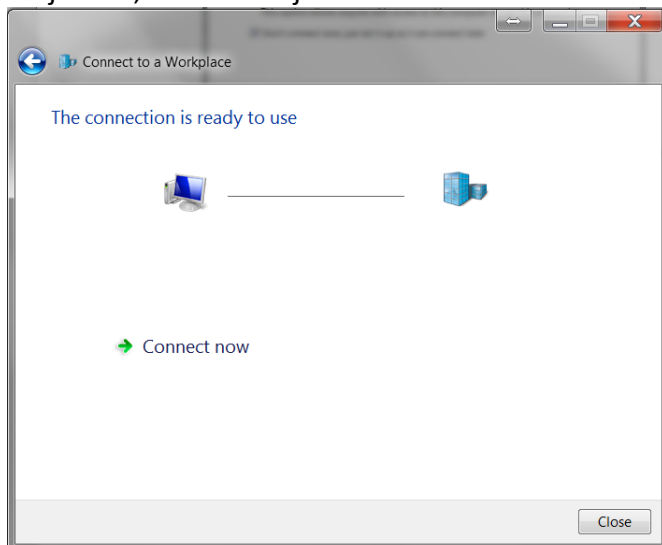 Connect to a Workplace
The connection is ready to use
Connect now
Close